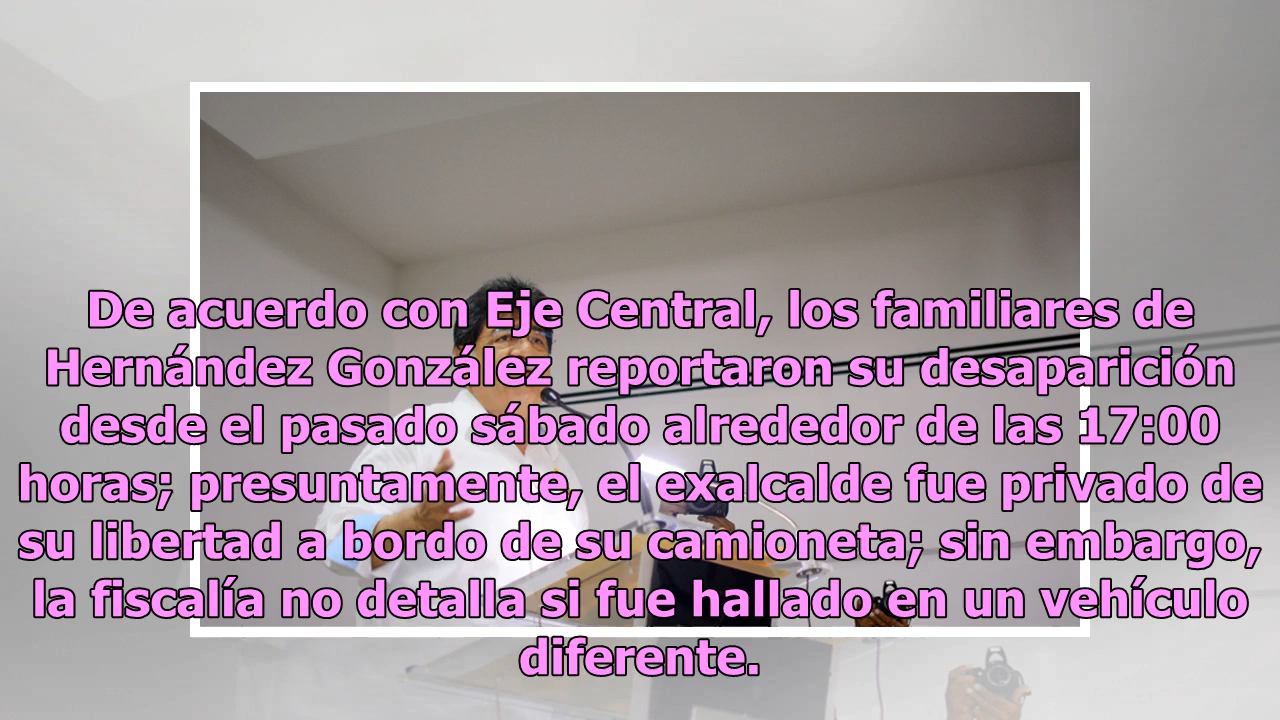 De acuerdo con Eje Central, los familiares de
Hernández González reportaron su desaparición
desde el pasado sábado alrededor de las 17:00
horas; presuntamente, el exalcalde fue privado de
su libertad a bordo de su camioneta; sin embargo,
la fiscalía no detalla si fue hallado en un vehículo
diferente.